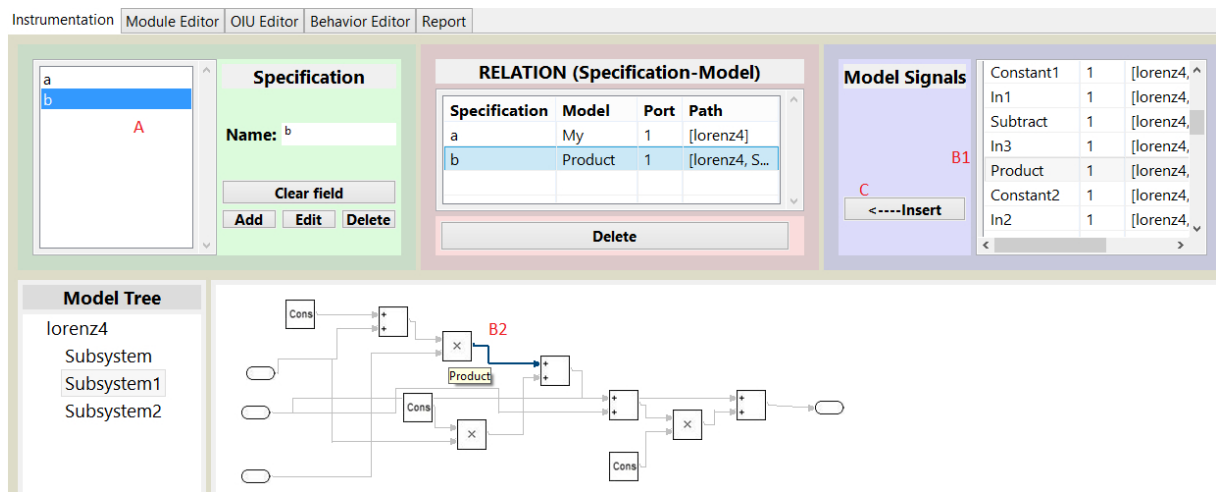 Instrumentation Module Editor OIU Editor Behavior Editor Report
a
b
A
Specification
Name: b
Clear field
Add Edit Delete
RELATION (Specification-Model)
Specification Model Port Path
a My 1 [lorenz4]
b Product 1 [lorenz4, S...
Delete
Model Signals
B1
C
<----Insert
Constant1 1 [lorenz4,
In1 1 [lorenz4,
Subtract 1 [lorenz4,
In3 1 [lorenz4,
Product 1 [lorenz4,
Constant2 1 [lorenz4,
In2 1 [lorenz4,
Model Tree
lorenz4
Subsystem
Subsystem1
Subsystem2
Cons
+
+
×
B2
Product
+
+
Cons
×
+
+
×
+
+
Cons